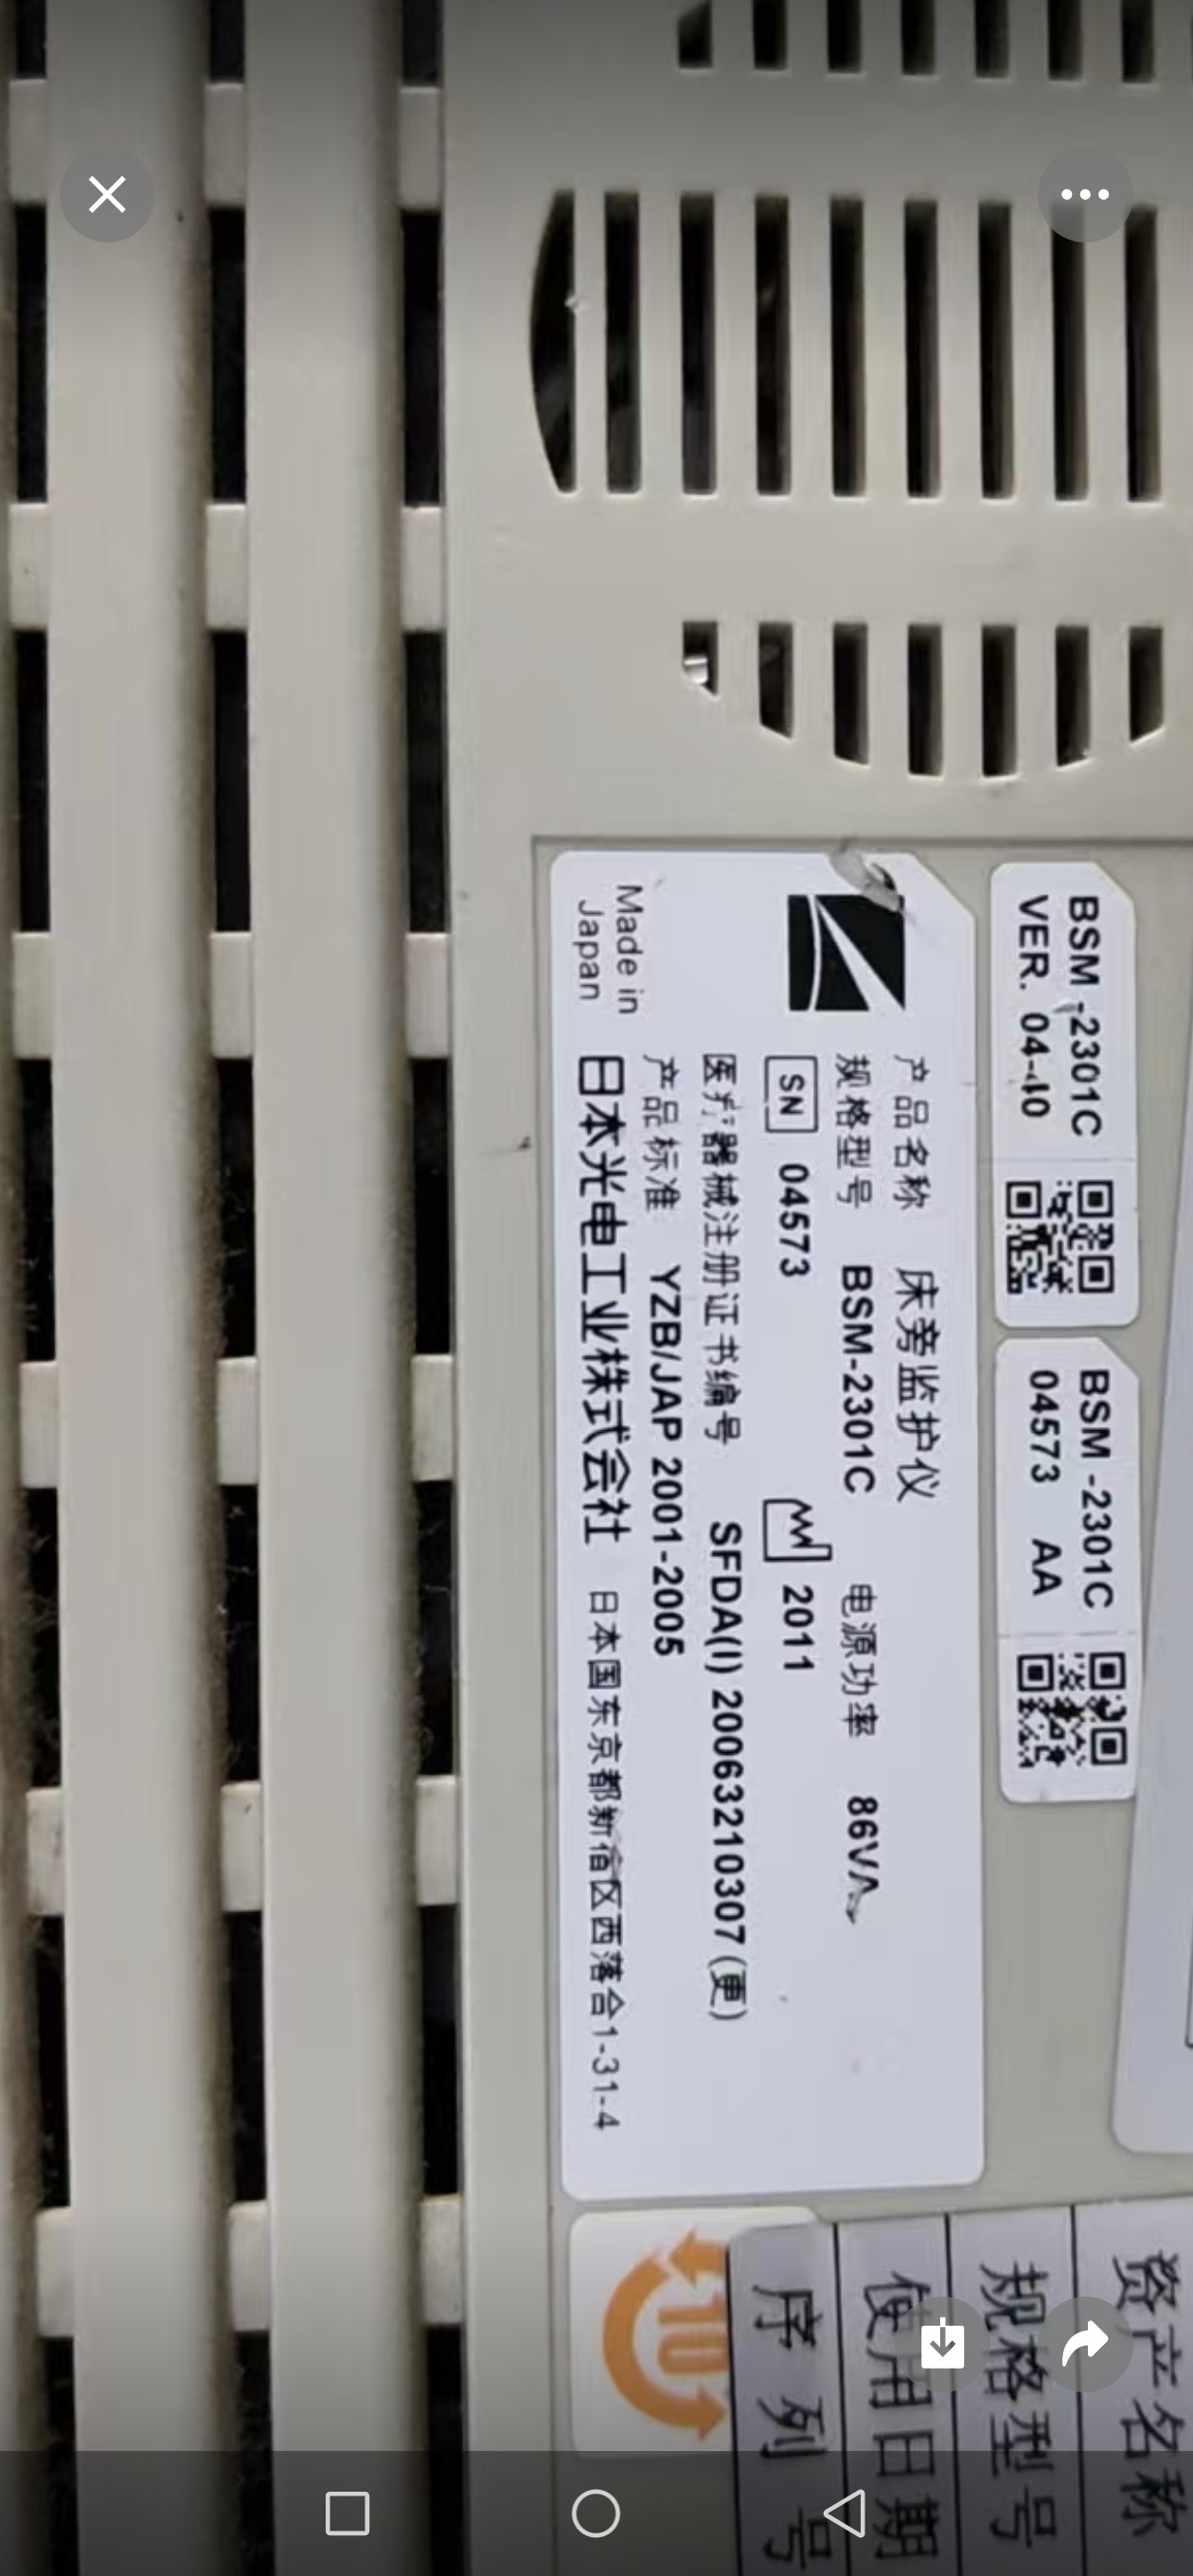 BSM -2301C
VER. 04-10
BSM -2301C
04573 AA
产品名称 床旁监护仪
规格型号 BSM-2301C 电源功率 86VA
SN 04573 2011
医疗器械注册证书编号 SFDA(I) 20063210307 (更)
产品标准 YZB/JAP 2001-2005
Made in
Japan
日本光电工业株式会社 日本国东京都新宿区西落合1-31-4
10
资产名称
规格型号
使用日期
序列号